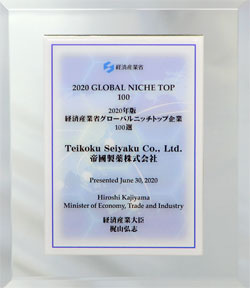 経済産業省
2020 GLOBAL NICHE TOP
100
2020年版
経済産業省グローバルニッチトップ企業
100選
Teikoku Seiyaku Co., Ltd.
帝國製薬株式会社
Presented June 30, 2020
Hiroshi Kajiyama
Minister of Economy, Trade and Industry
経済産業大臣
梶山弘志